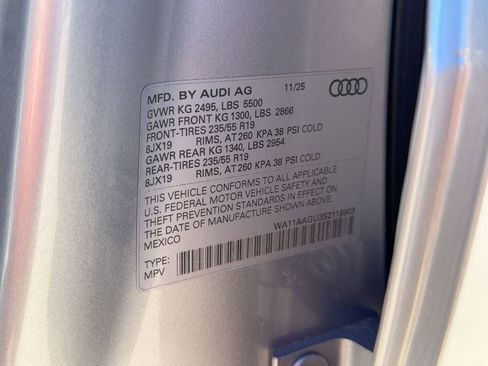 MFD. BY AUDI AG 11/25
GVWR KG 2495, LBS 5500
GAWR FRONT KG 1300, LBS 2866
FRONT-TIRES 235/55 R19
8JX19 RIMS, AT 260 KPA 38 PSI COLD
GAWR REAR KG 1340, LBS 2954
REAR-TIRES 235/55 R19
8JX19 RIMS, AT 260 KPA 38 PSI COLD
THIS VEHICLE CONFORMS TO ALL APPLICABLE
U.S. FEDERAL MOTOR VEHICLE SAFETY AND
THEFT PREVENTION STANDARDS IN EFFECT ON
THE DATE OF MANUFACTURE SHOWN ABOVE
MEXICO
WA11AAGU3S2118903
TYPE:
MPV